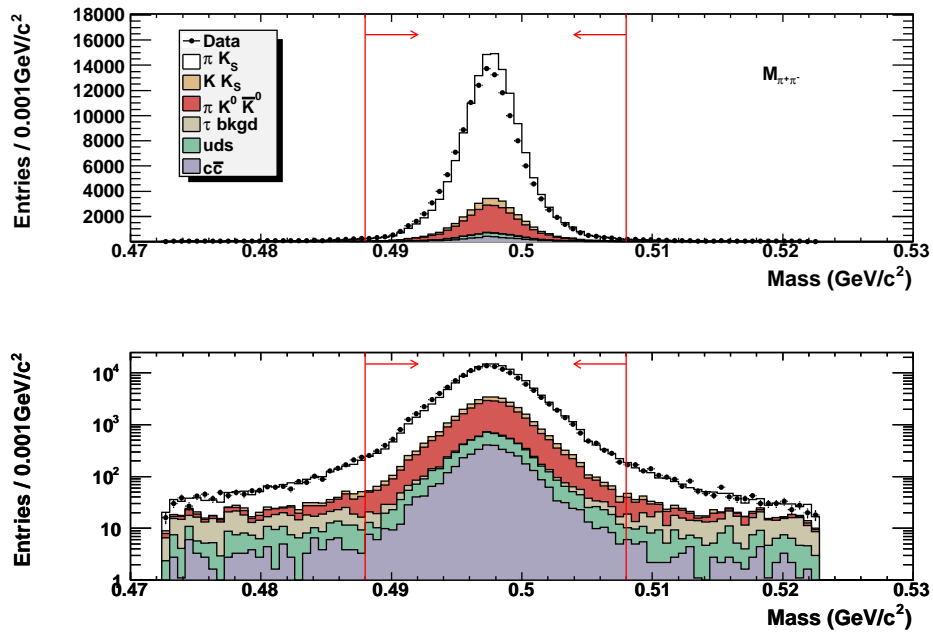 18000
16000
14000
12000
10000
8000
6000
4000
2000
Entries / 0.001GeV/c²
Data
π K_S
K K_S
π K⁰ K̅⁰
τ bkgd
uds
cc̅
M_π⁺π⁻
0.47 0.48 0.49 0.5 0.51 0.52 0.53
Mass (GeV/c²)
10⁴
10³
10²
10
1
Entries / 0.001GeV/c²
0.47 0.48 0.49 0.5 0.51 0.52 0.53
Mass (GeV/c²)